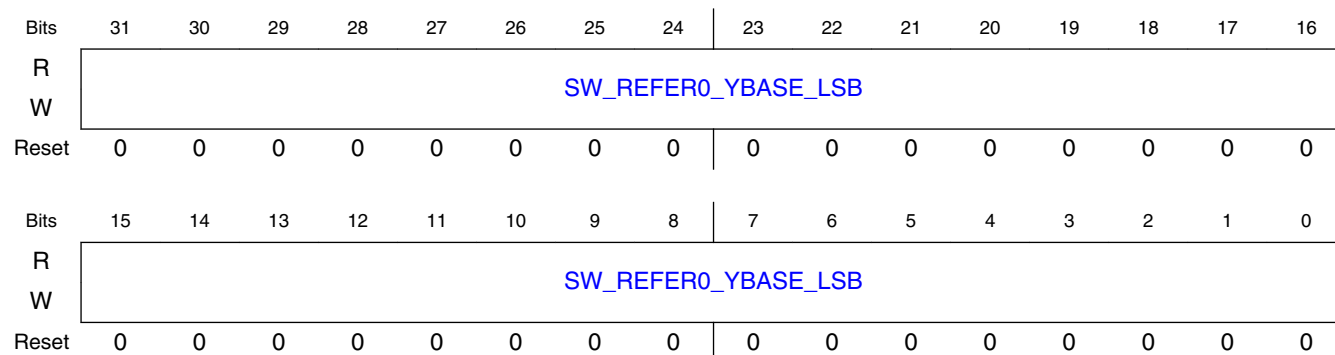 Bits 31 30 29 28 27 26 25 24 23 22 21 20 19 18 17 16
R
SW_REFER0_YBASE_LSB
W
Reset 0 0 0 0 0 0 0 0 0 0 0 0 0 0 0 0
Bits 15 14 13 12 11 10 9 8 7 6 5 4 3 2 1 0
R
SW_REFER0_YBASE_LSB
W
Reset 0 0 0 0 0 0 0 0 0 0 0 0 0 0 0 0